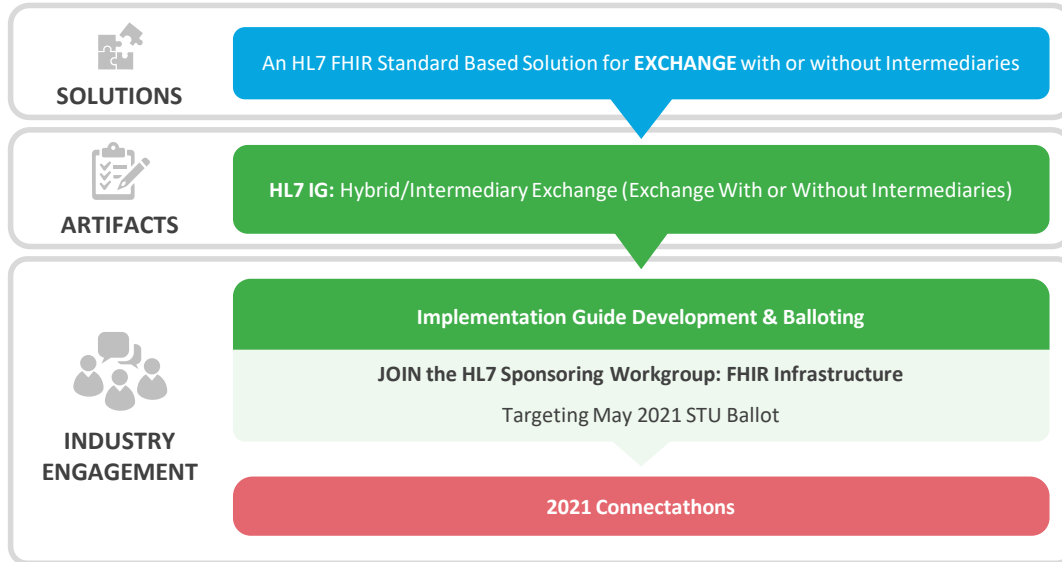 SOLUTIONS
An HL7 FHIR Standard Based Solution for EXCHANGE with or without Intermediaries
ARTIFACTS
HL7 IG: Hybrid/Intermediary Exchange (Exchange With or Without Intermediaries)
INDUSTRY
ENGAGEMENT
Implementation Guide Development & Balloting
JOIN the HL7 Sponsoring Workgroup: FHIR Infrastructure
Targeting May 2021 STU Ballot
2021 Connectathons